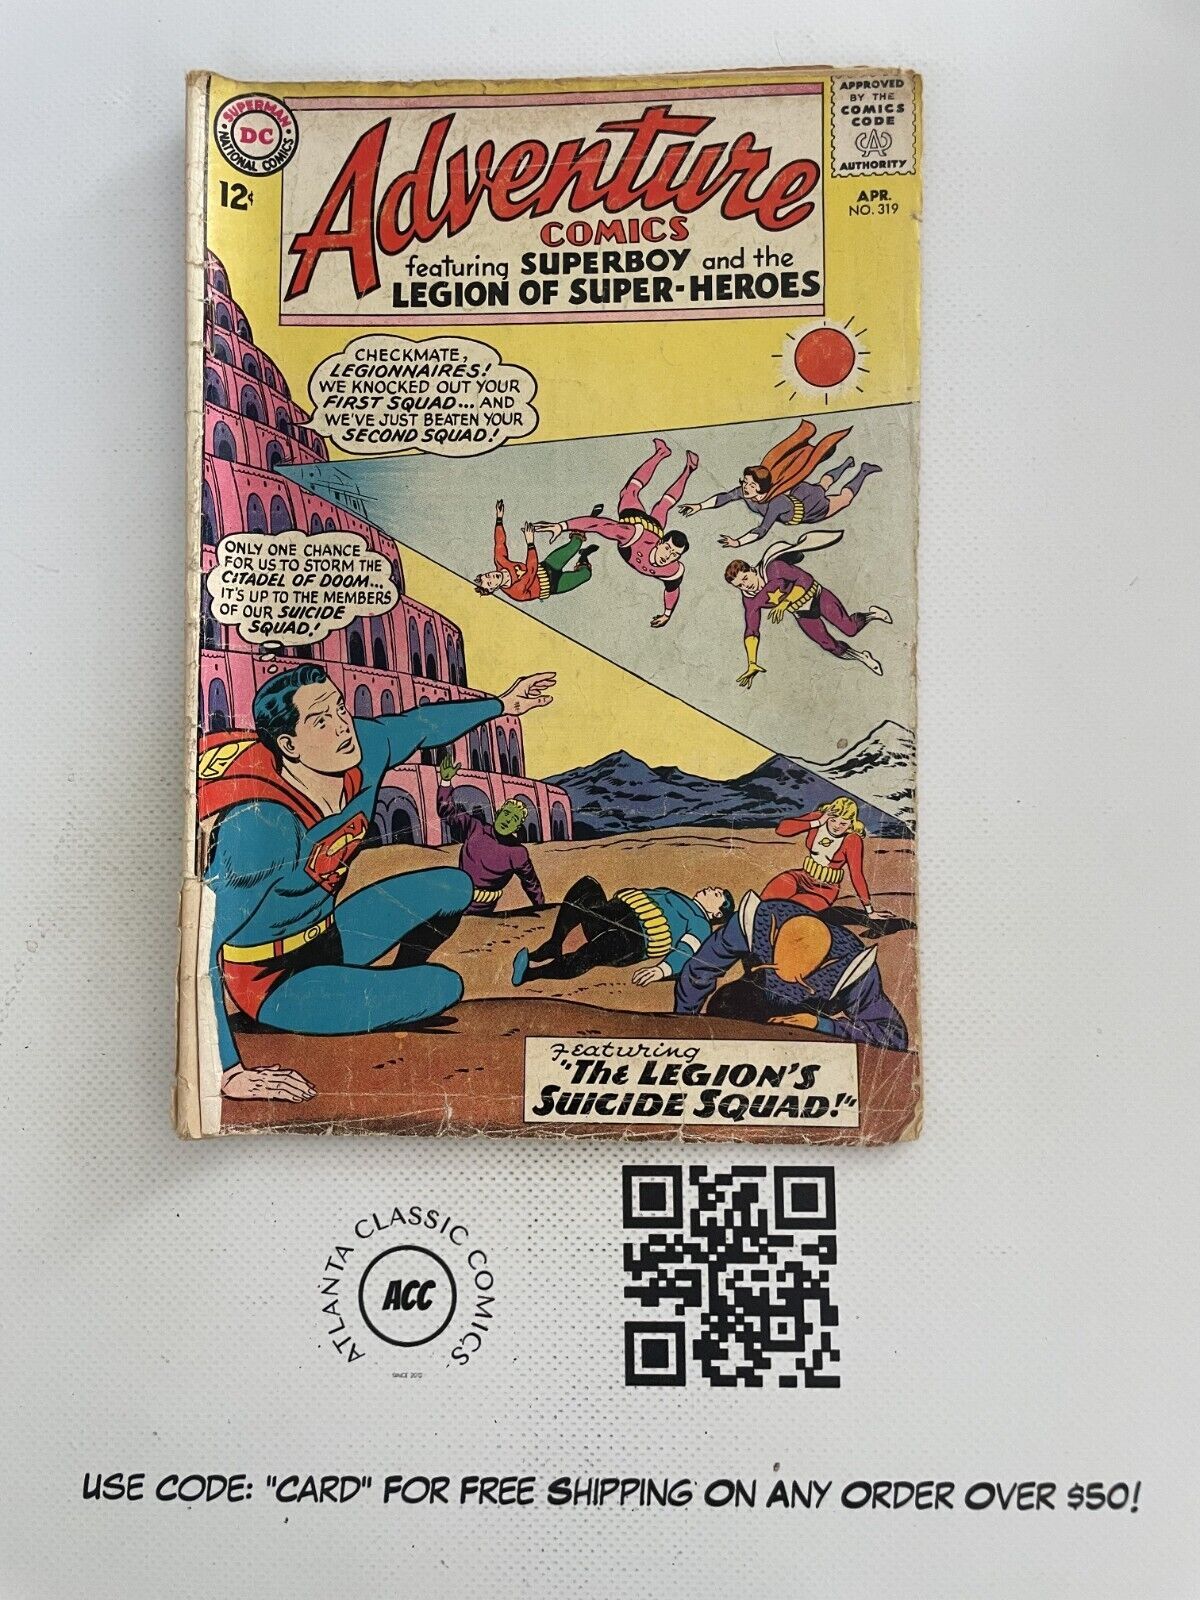 SUPERMAN
DC
NATIONAL COMICS
12¢
Adventure
COMICS
featuring SUPERBOY and the
LEGION OF SUPER-HEROES
APPROVED
BY THE
COMICS
CODE
CA
AUTHORITY
APR.
NO. 319
CHECKMATE,
LEGIONNAIRES!
WE KNOCKED OUT YOUR
FIRST SQUAD... AND
WE'VE JUST BEATEN YOUR
SECOND SQUAD!
ONLY ONE CHANCE
FOR US TO STORM THE
CITADEL OF DOOM...
IT'S UP TO THE MEMBERS
OF OUR SUICIDE
SQUAD!
Featuring
"THE LEGION'S
SUICIDE SQUAD!"
ATLANTA CLASSIC COMICS
ACC
SINCE 2012
USE CODE: "CARD" FOR FREE SHIPPING ON ANY ORDER OVER $50!